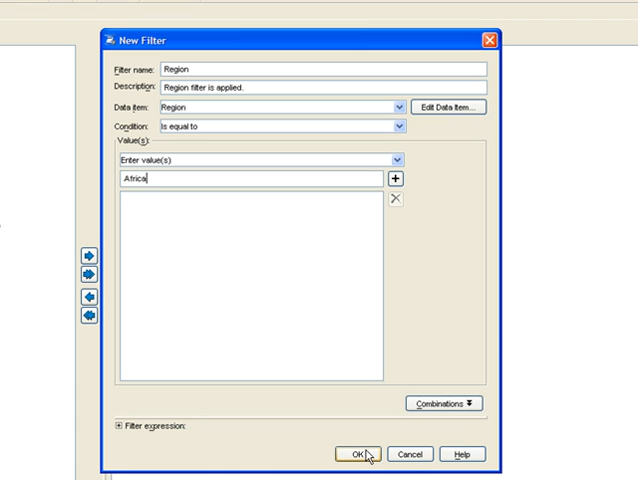 New Filter
Filter name: Region
Description: Region filter is applied.
Data item: Region Edit Data Item...
Condition: Is equal to
Value(s):
Enter value(s)
Africa
Combinations
Filter expression:
OK Cancel Help